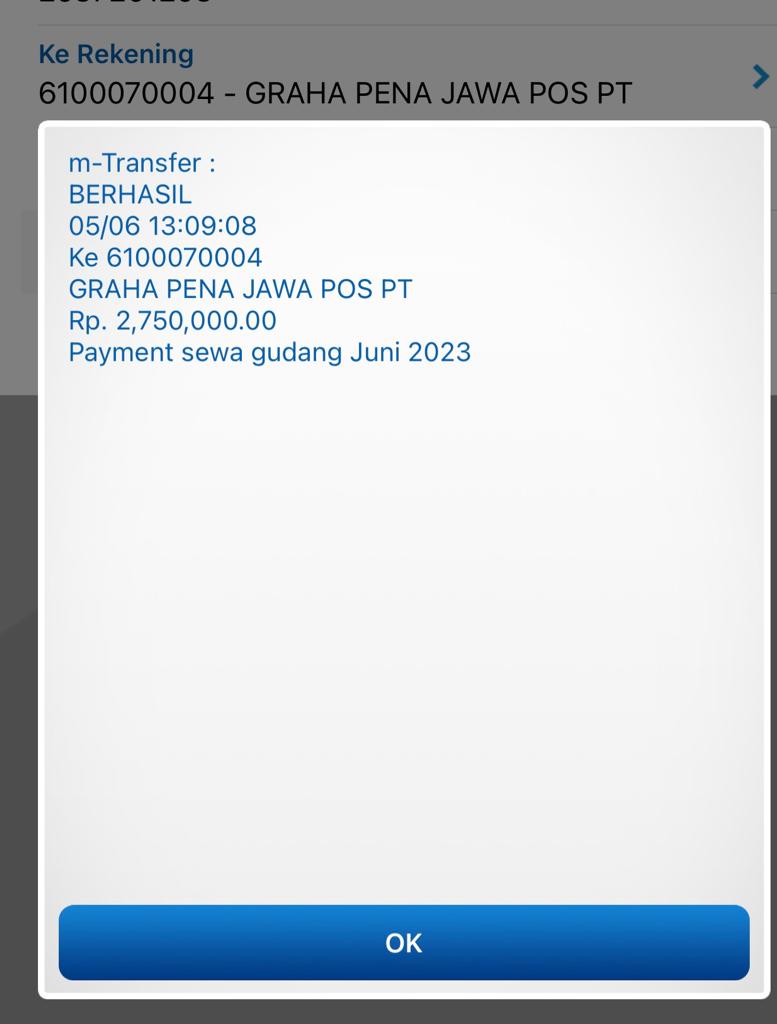 Ke Rekening
6100070004 - GRAHA PENA JAWA POS PT
m-Transfer :
BERHASIL
05/06 13:09:08
Ke 6100070004
GRAHA PENA JAWA POS PT
Rp. 2,750,000.00
Payment sewa gudang Juni 2023
OK